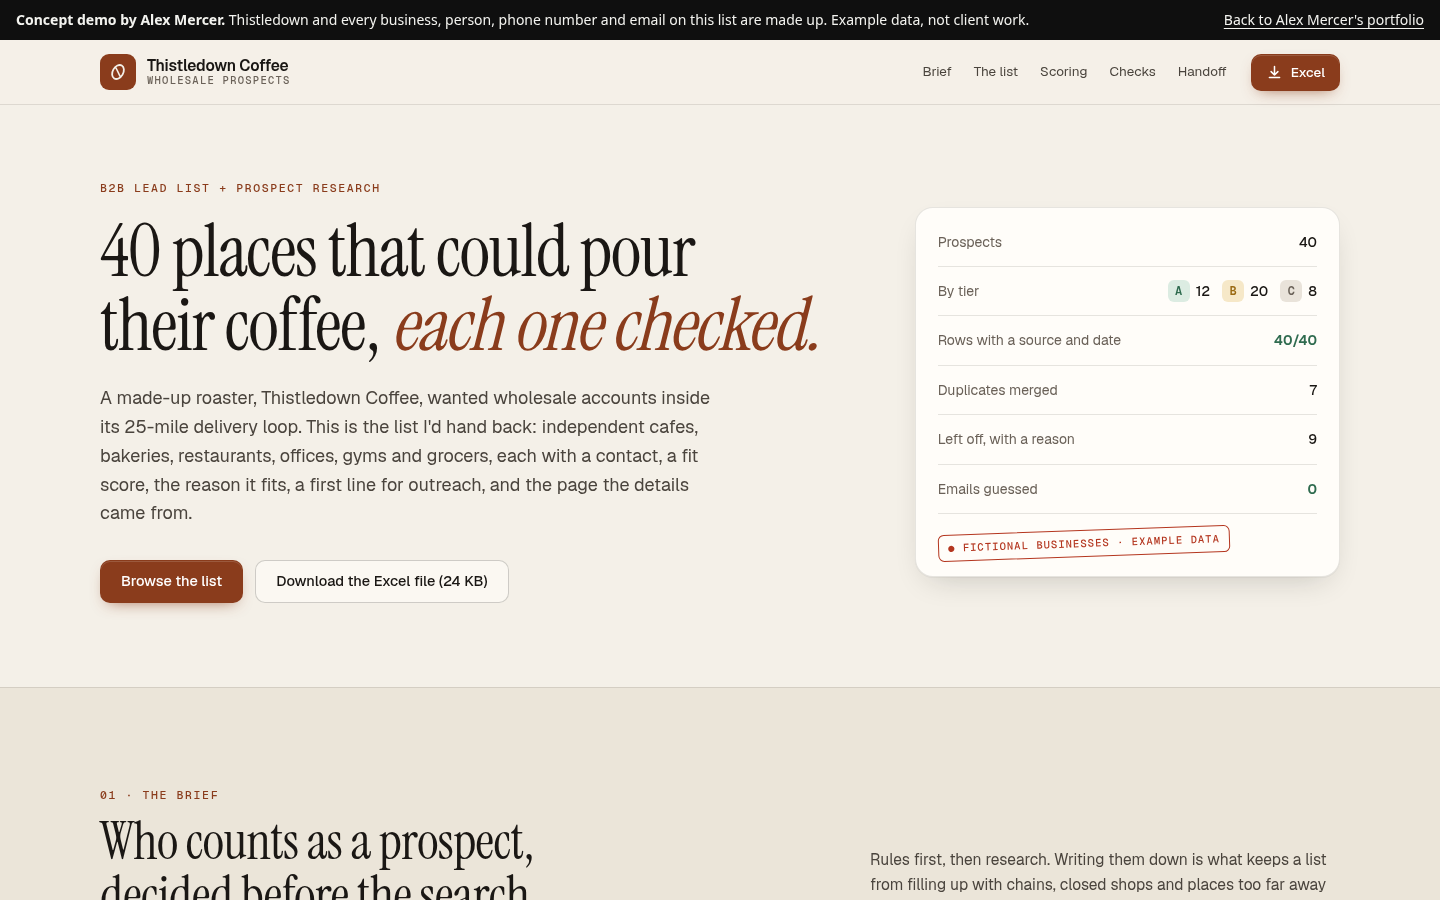 Concept demo by Alex Mercer. Thistledown and every business, person, phone number and email on this list are made up. Example data, not client work.
Back to Alex Mercer's portfolio
Thistledown Coffee
WHOLESALE PROSPECTS
Brief
The list
Scoring
Checks
Handoff
Excel
B2B LEAD LIST + PROSPECT RESEARCH
40 places that could pour
their coffee, each one checked.
A made-up roaster, Thistledown Coffee, wanted wholesale accounts inside
its 25-mile delivery loop. This is the list I'd hand back: independent cafes,
bakeries, restaurants, offices, gyms and grocers, each with a contact, a fit
score, the reason it fits, a first line for outreach, and the page the details
came from.
Browse the list
Download the Excel file (24 KB)
Prospects 40
By tier A 12 B 20 C 8
Rows with a source and date 40/40
Duplicates merged 7
Left off, with a reason 9
Emails guessed 0
FICTIONAL BUSINESSES · EXAMPLE DATA
01 · THE BRIEF
Who counts as a prospect,
decided before the search
Rules first, then research. Writing them down is what keeps a list
from filling up with chains, closed shops and places too far away